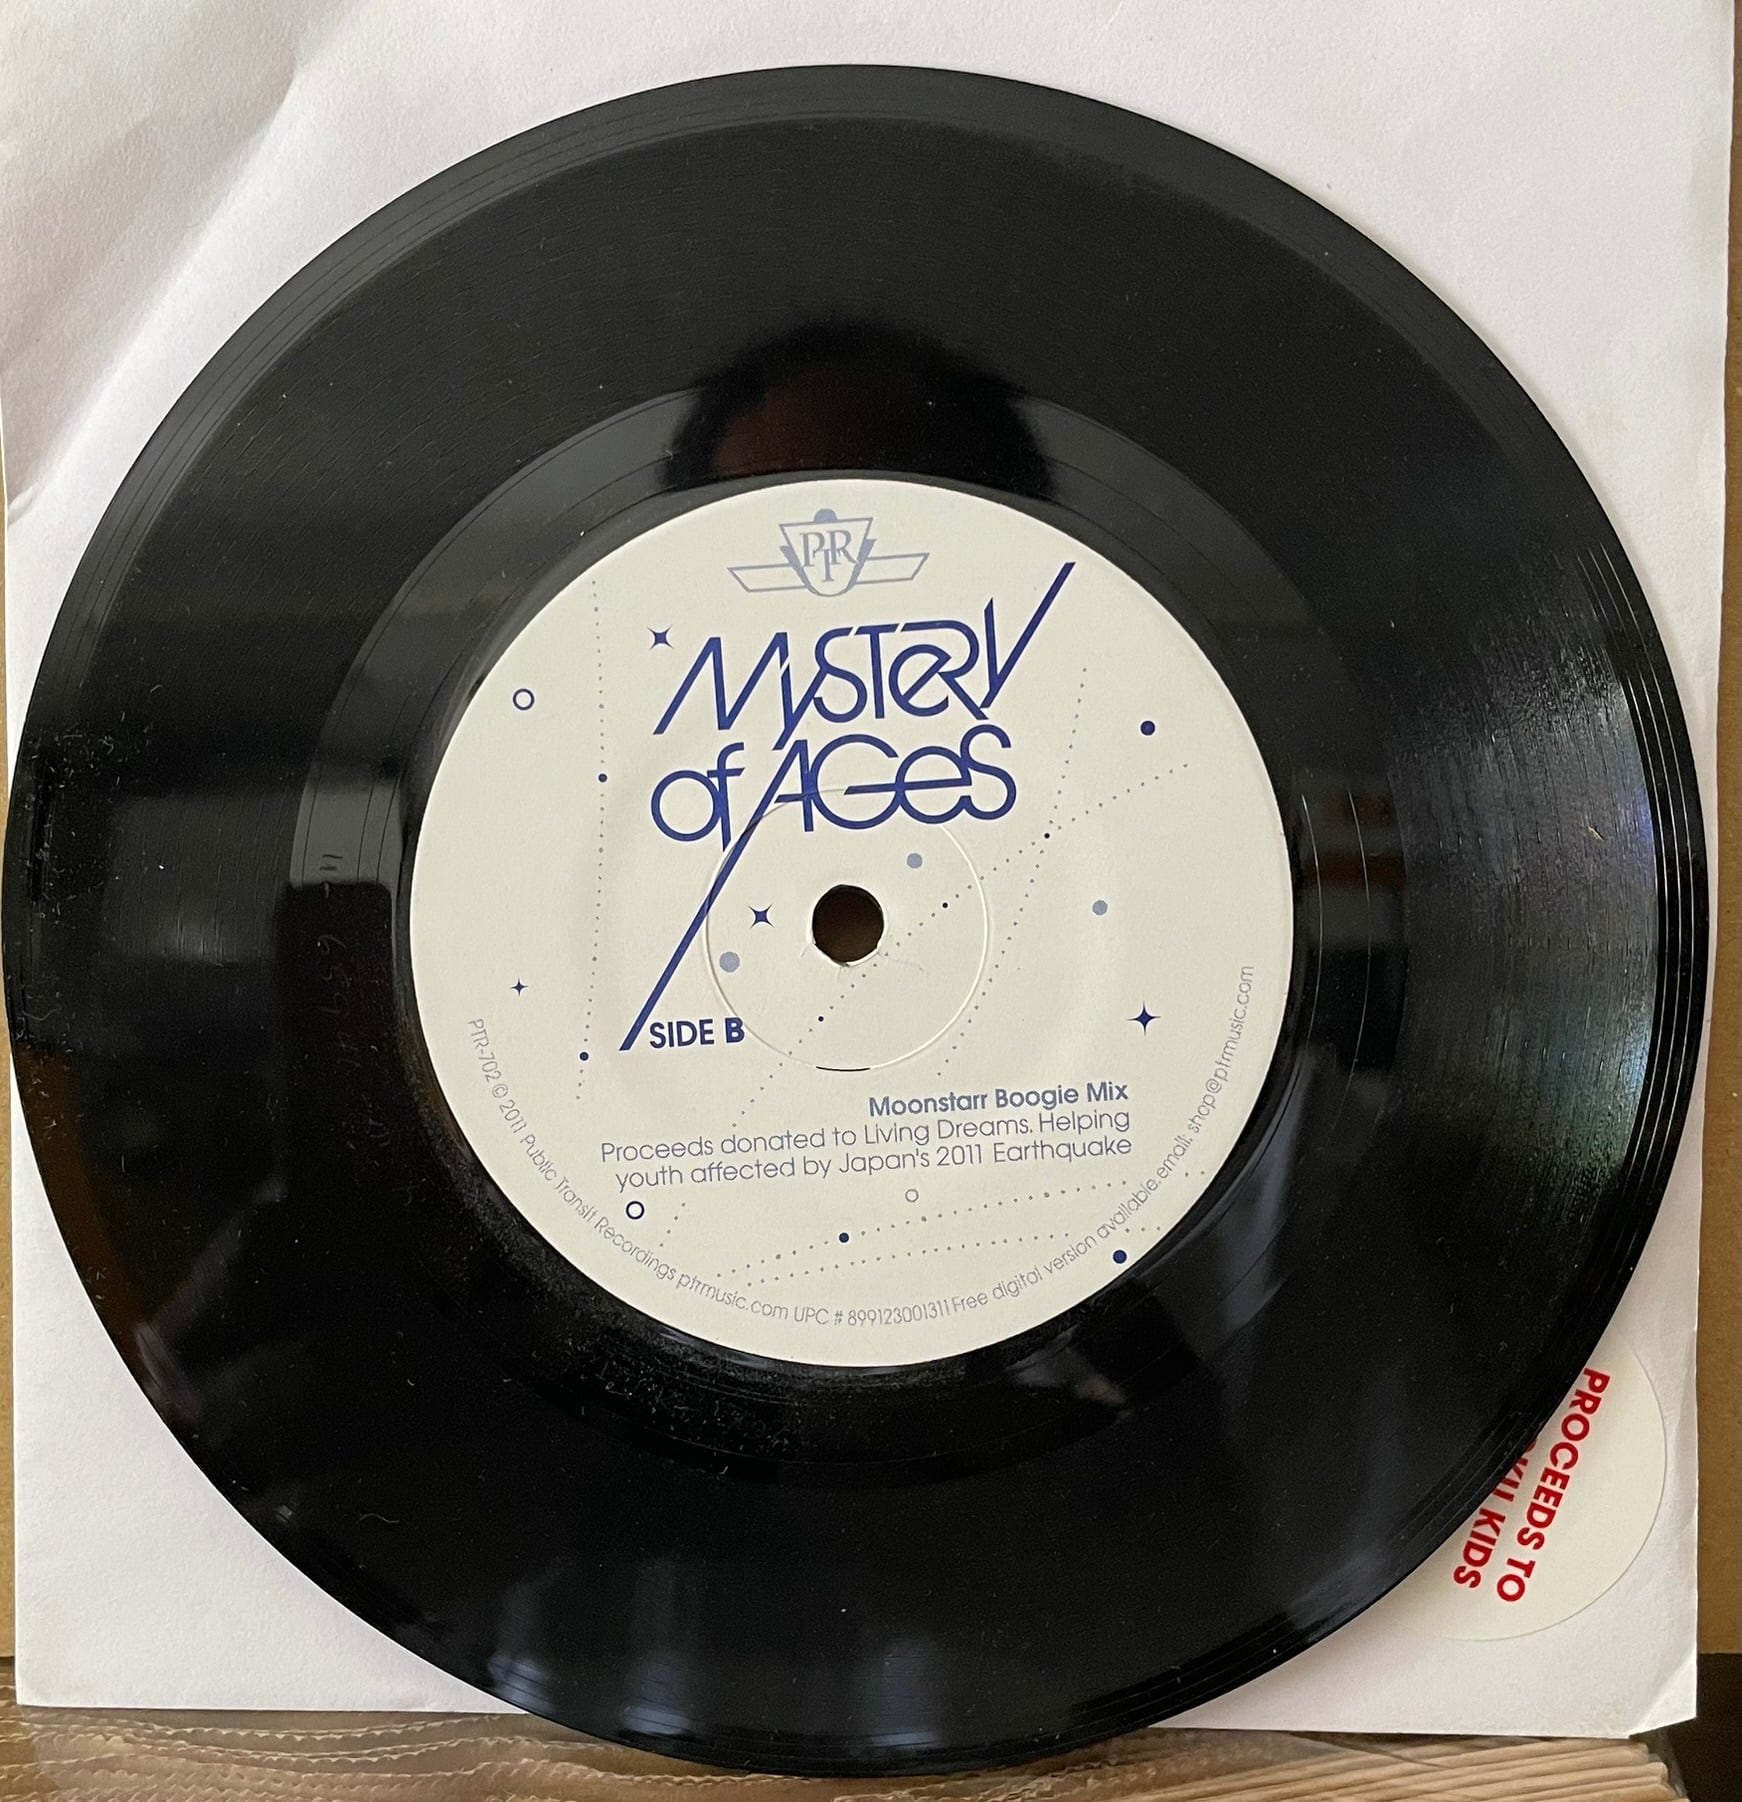 PTR
MYSTERY
of AGES
SIDE B
Moonstarr Boogie Mix
Proceeds donated to Living Dreams. Helping
youth affected by Japan's 2011 Earthquake
PTR-702 © 2011 Public Transit Recordings ptrmusic.com UPC # 899123001311 Free digital version available. email: shop@ptrmusic.com
PROCEEDS TO
KIDS